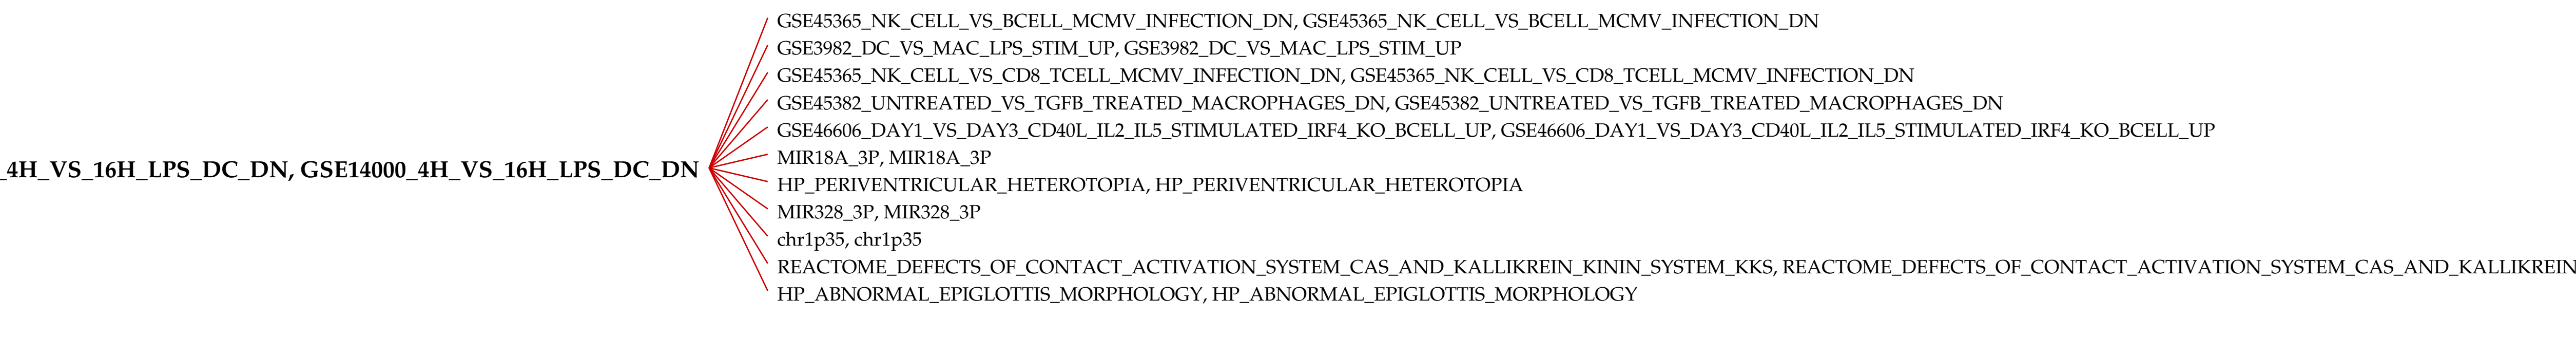 GSE45365_NK_CELL_VS_BCELL_MCMV_INFECTION_DN, GSE45365_NK_CELL_VS_BCELL_MCMV_INFECTION_DN
GSE3982_DC_VS_MAC_LPS_STIM_UP, GSE3982_DC_VS_MAC_LPS_STIM_UP
GSE45365_NK_CELL_VS_CD8_TCELL_MCMV_INFECTION_DN, GSE45365_NK_CELL_VS_CD8_TCELL_MCMV_INFECTION_DN
GSE45382_UNTREATED_VS_TGFB_TREATED_MACROPHAGES_DN, GSE45382_UNTREATED_VS_TGFB_TREATED_MACROPHAGES_DN
GSE46606_DAY1_VS_DAY3_CD40L_IL2_IL5_STIMULATED_IRF4_KO_BCELL_UP, GSE46606_DAY1_VS_DAY3_CD40L_IL2_IL5_STIMULATED_IRF4_KO_BCELL_UP
MIR18A_3P, MIR18A_3P
_4H_VS_16H_LPS_DC_DN, GSE14000_4H_VS_16H_LPS_DC_DN
HP_PERIVENTRICULAR_HETEROTOPIA, HP_PERIVENTRICULAR_HETEROTOPIA
MIR328_3P, MIR328_3P
chr1p35, chr1p35
REACTOME_DEFECTS_OF_CONTACT_ACTIVATION_SYSTEM_CAS_AND_KALLIKREIN_KININ_SYSTEM_KKS, REACTOME_DEFECTS_OF_CONTACT_ACTIVATION_SYSTEM_CAS_AND_KALLIKREIN
HP_ABNORMAL_EPIGLOTTIS_MORPHOLOGY, HP_ABNORMAL_EPIGLOTTIS_MORPHOLOGY